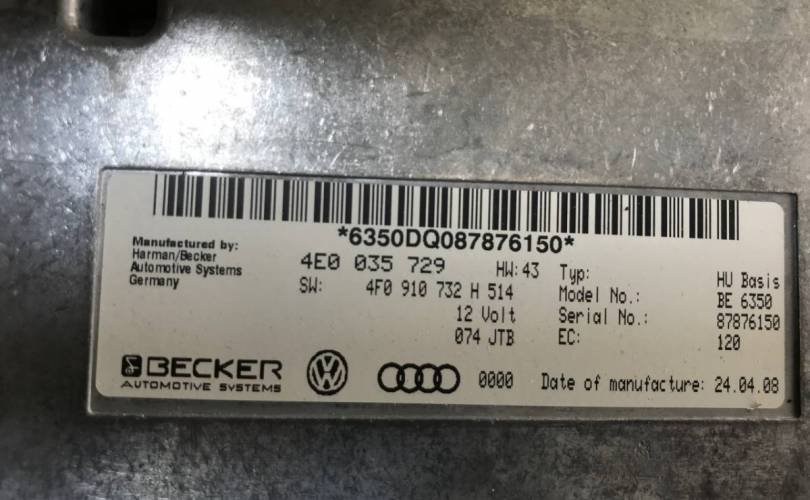 *6350DQ087876150*
Manufactured by:
Harman/Becker
Automotive Systems
Germany
4E0 035 729 HW: 43
SW: 4F0 910 732 H 514
12 Volt
074 JTB
Typ: HU Basis
Model No.: BE 6350
Serial No.: 87876150
EC: 120
BECKER
AUTOMOTIVE SYSTEMS
VW
0000
Date of manufacture: 24.04.08